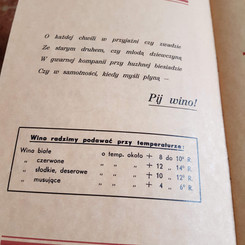 O każdej chwili w przyjaźni czy zwadzie
Ze starym druhem, czy młodą dziewczyną
W gwarnej kompanii przy hucznej biesiadzie
Czy w samotności, kiedy myśli płyną —
Pij wino!
Wino radzimy podawać przy temperaturze:
Wina białe o temp. około + 8 do 10° R.
„ czerwone „ „ „ + 12 „ 14° R.
„ słodkie, deserowe „ „ „ + 10 „ 12° R.
„ musujące „ „ „ + 4 „ 6° R.